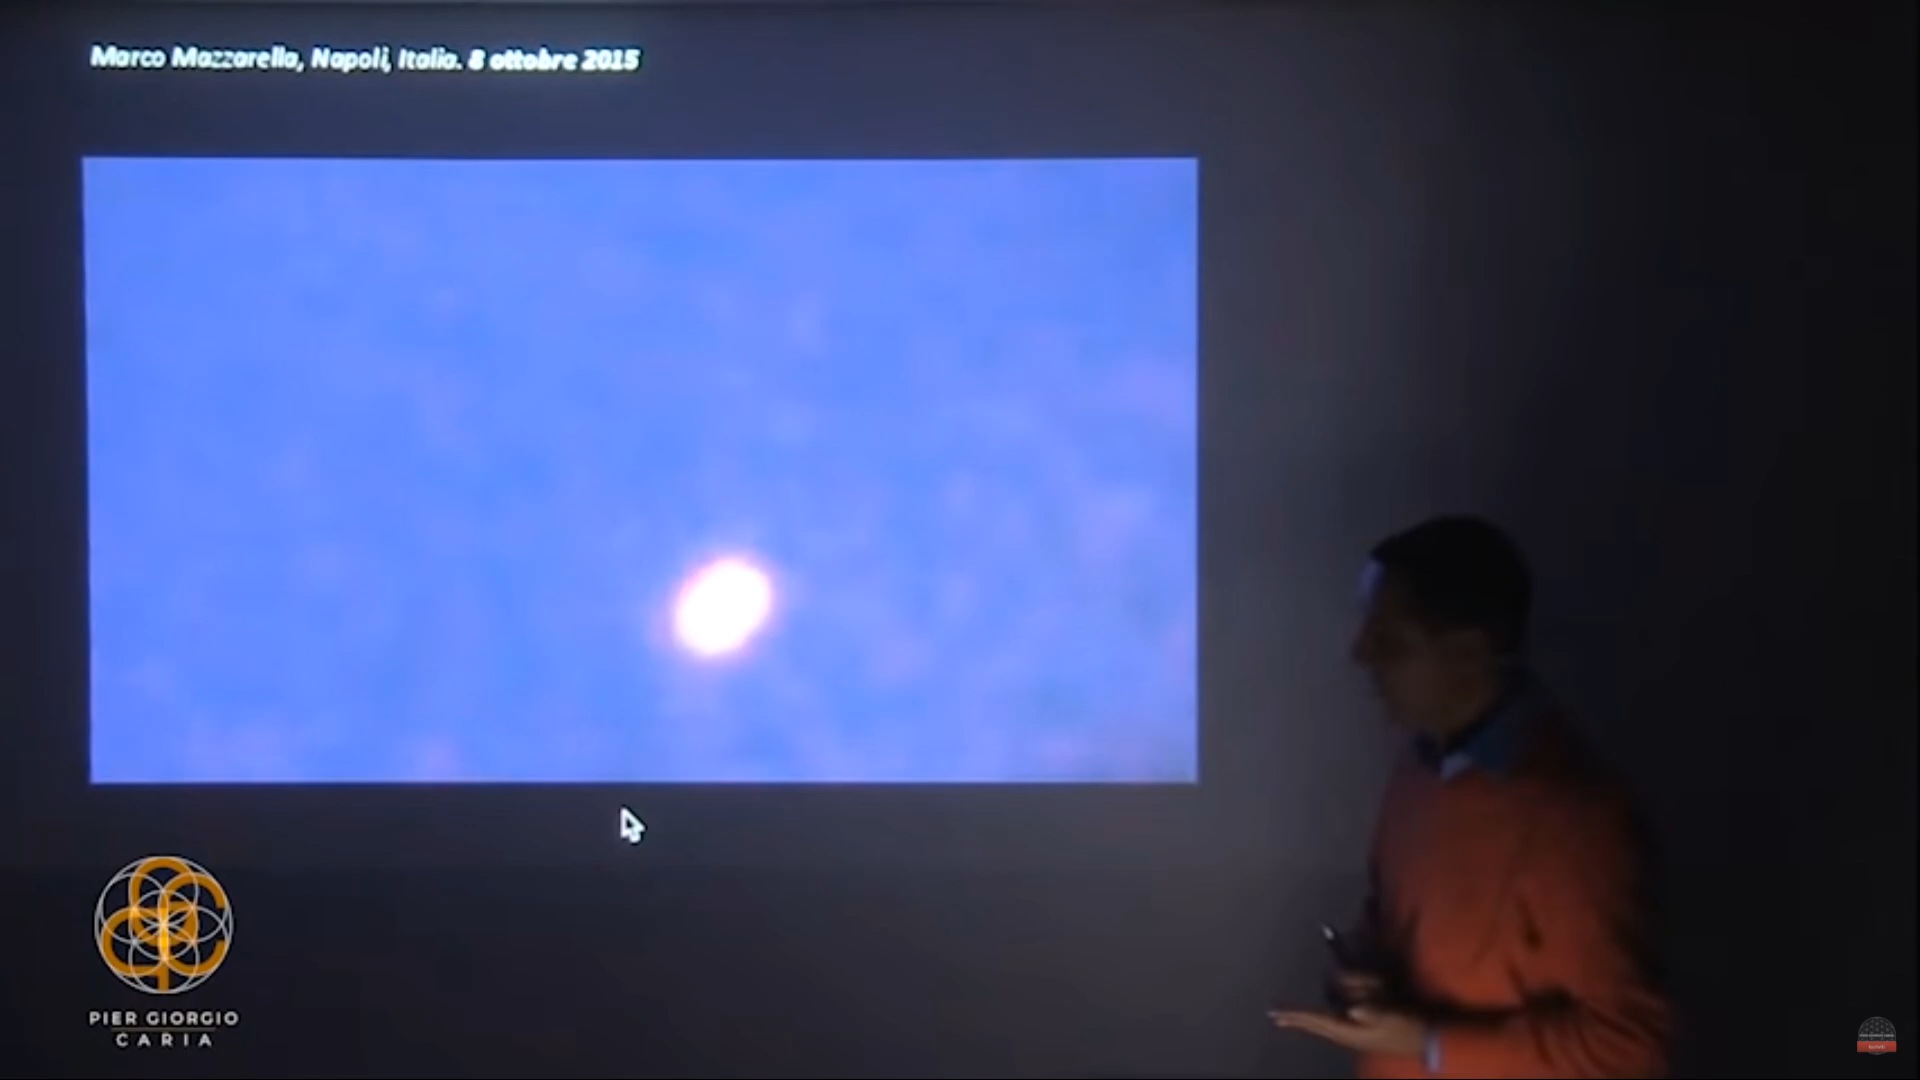 Marco Mazzarella, Napoli, Italia. 8 ottobre 2015
PIER GIORGIO
CARIA